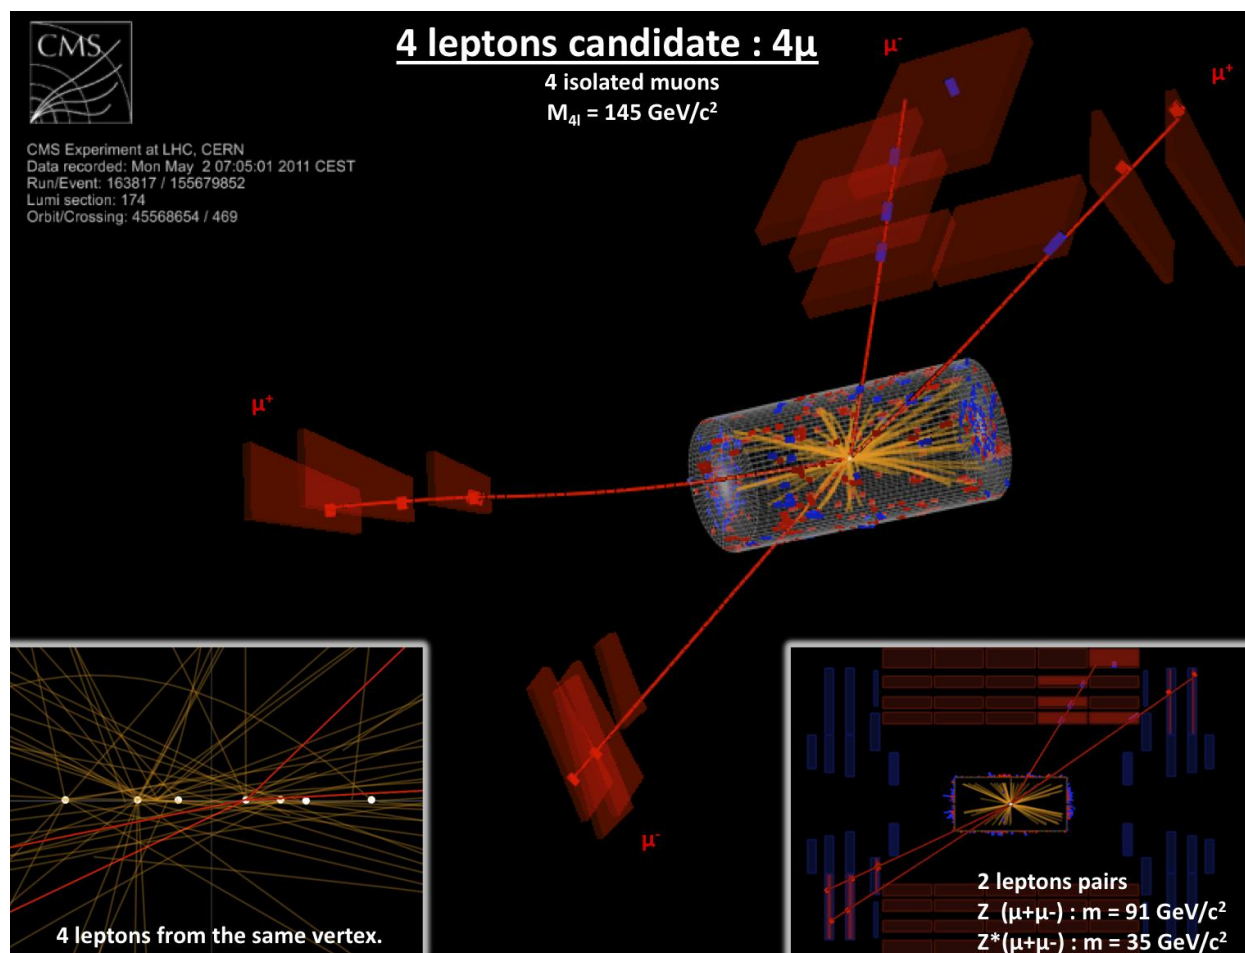 CMS
4 leptons candidate : 4μ
4 isolated muons
M4l = 145 GeV/c²
CMS Experiment at LHC, CERN
Data recorded: Mon May 2 07:05:01 2011 CEST
Run/Event: 163817 / 155679852
Lumi section: 174
Orbit/Crossing: 45568654 / 469
μ⁻
μ⁺
μ⁺
μ⁻
4 leptons from the same vertex.
2 leptons pairs
Z (μ+μ-) : m = 91 GeV/c²
Z*(μ+μ-) : m = 35 GeV/c²